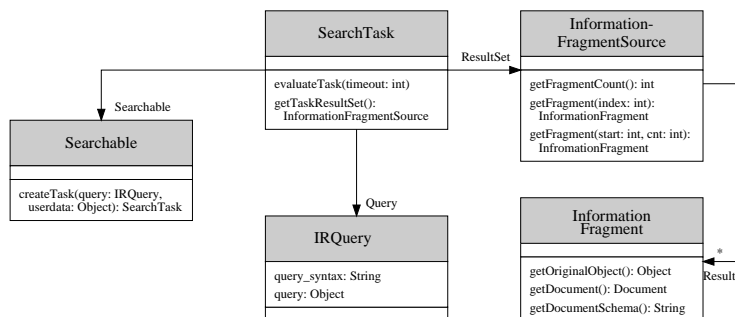 SearchTask
evaluateTask(timeout: int)
getTaskResultSet():
InformationFragmentSource
ResultSet
Information-
FragmentSource
getFragmentCount(): int
getFragment(index: int):
InformationFragment
getFragment(start: int, cnt: int):
InfromationFragment
Searchable
Searchable
createTask(query: IRQuery,
userdata: Object): SearchTask
Query
IRQuery
query_syntax: String
query: Object
Information
Fragment
getOriginalObject(): Object
getDocument(): Document
getDocumentSchema(): String
*
Result